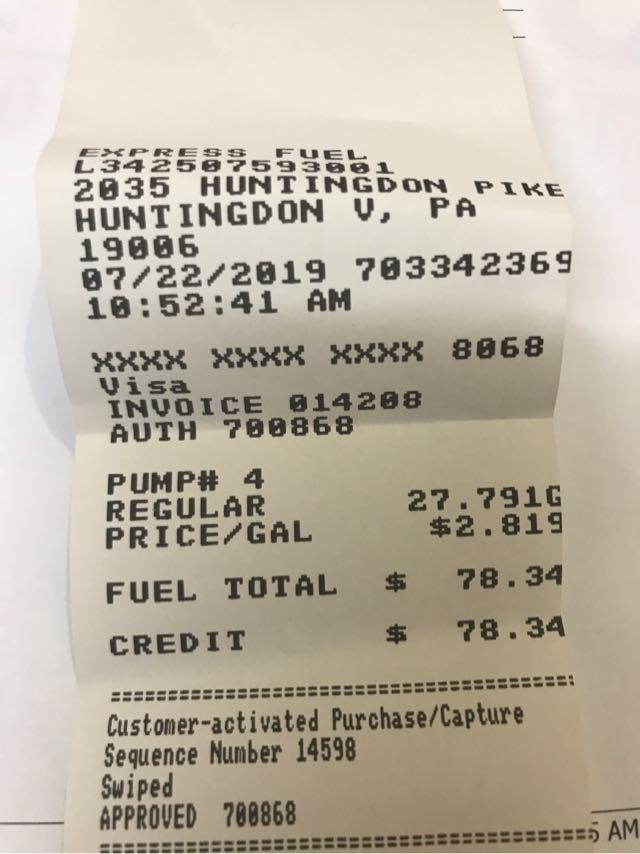 EXPRESS FUEL
L342507593001
2035 HUNTINGDON PIKE
HUNTINGDON V, PA
19006
07/22/2019 703342369
10:52:41 AM
XXXX XXXX XXXX 8068
Visa
INVOICE 014208
AUTH 700868
PUMP# 4
REGULAR 27.791G
PRICE/GAL $2.819
FUEL TOTAL $ 78.34
CREDIT $ 78.34
=========================================
Customer-activated Purchase/Capture
Sequence Number 14598
Swiped
APPROVED 700868
=========================================
5 AM